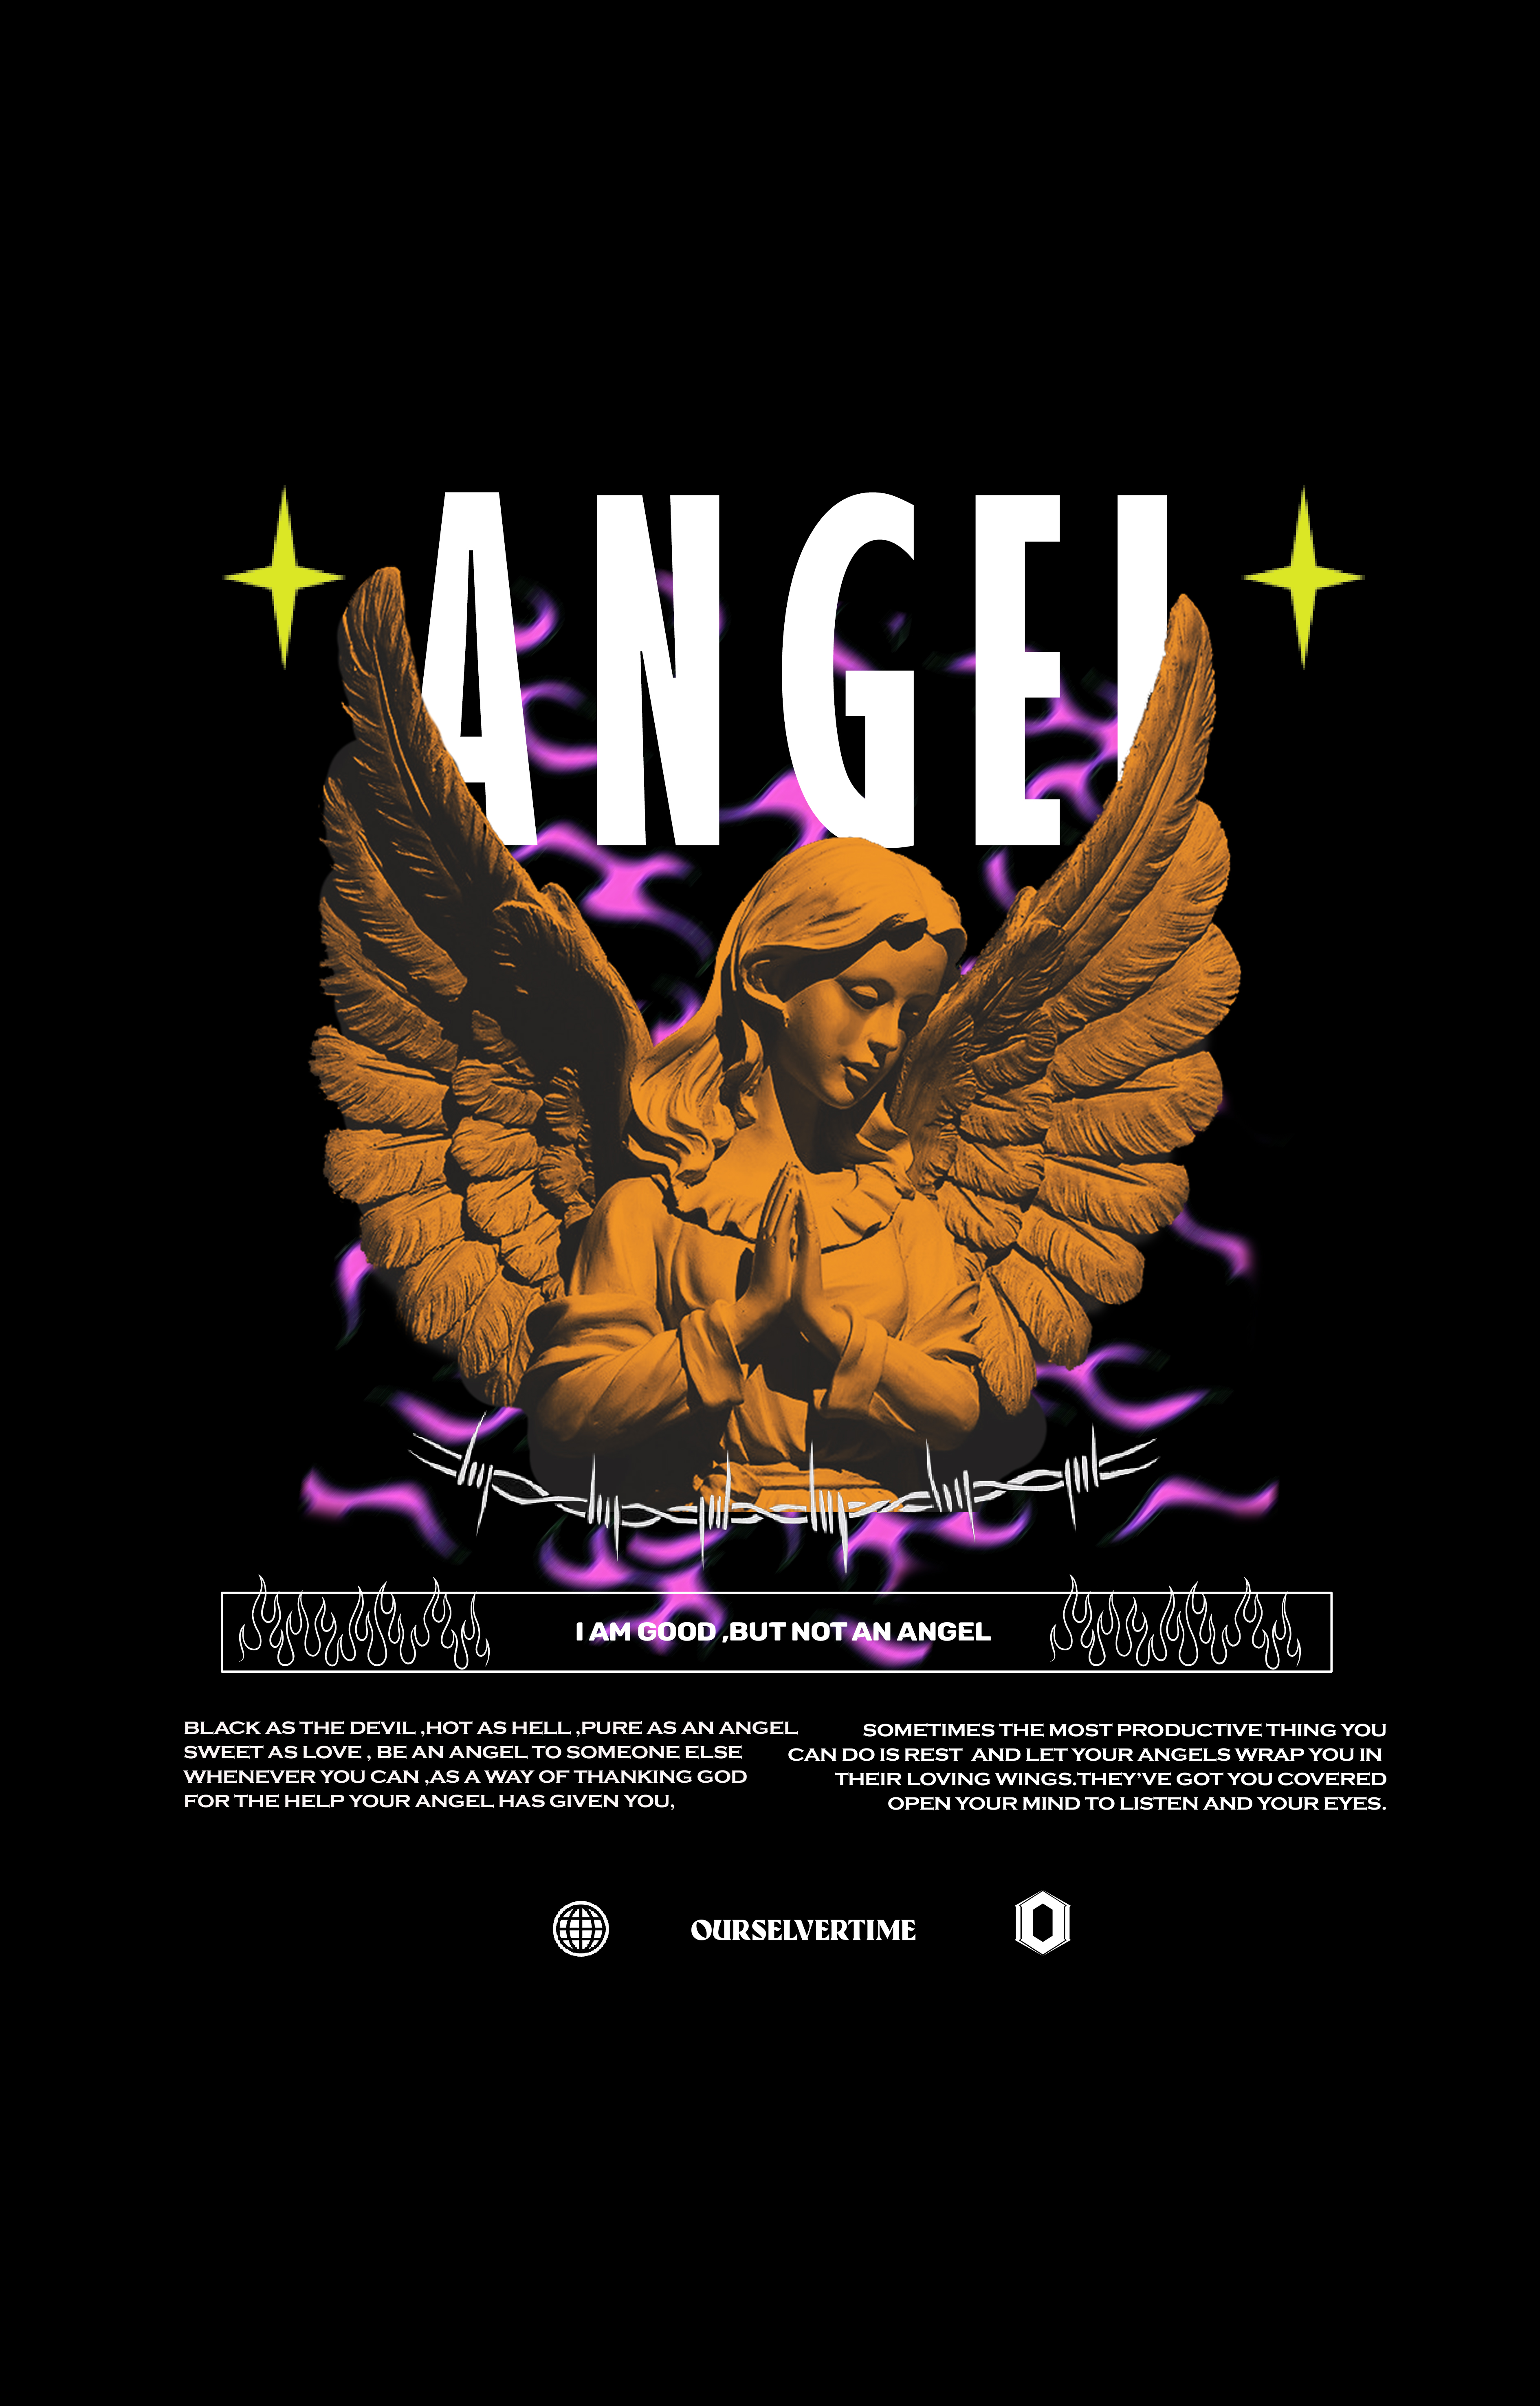 ANGEL
I AM GOOD ,BUT NOT AN ANGEL
BLACK AS THE DEVIL ,HOT AS HELL ,PURE AS AN ANGEL
SWEET AS LOVE , BE AN ANGEL TO SOMEONE ELSE
WHENEVER YOU CAN ,AS A WAY OF THANKING GOD
FOR THE HELP YOUR ANGEL HAS GIVEN YOU,
SOMETIMES THE MOST PRODUCTIVE THING YOU
CAN DO IS REST AND LET YOUR ANGELS WRAP YOU IN
THEIR LOVING WINGS.THEY'VE GOT YOU COVERED
OPEN YOUR MIND TO LISTEN AND YOUR EYES.
OURSELVERTIME